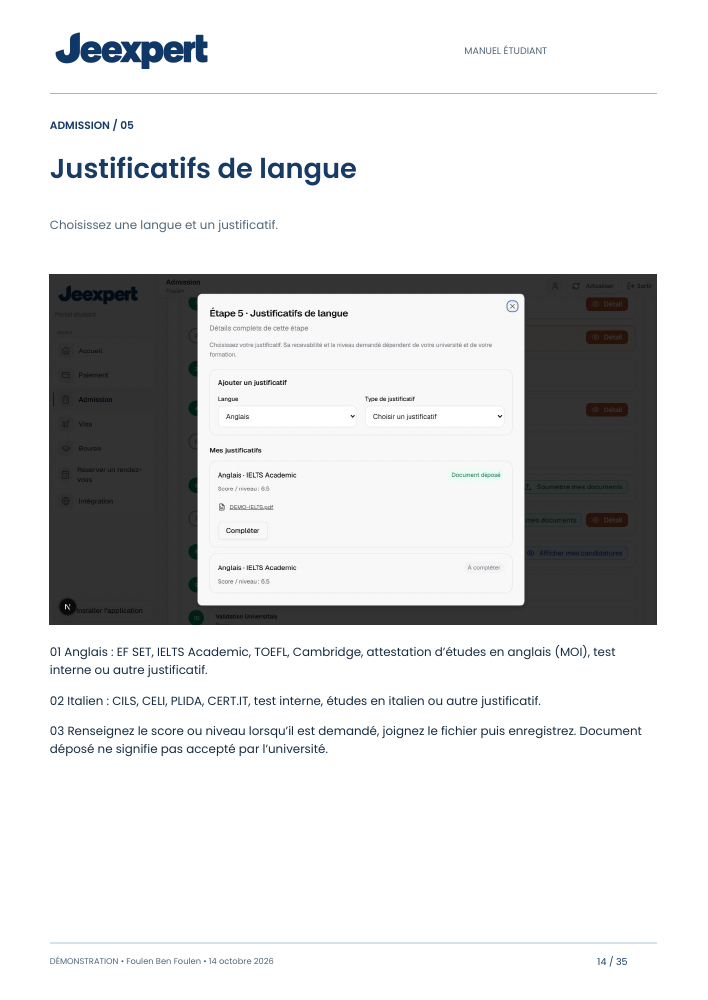 Jeexpert
MANUEL ÉTUDIANT
ADMISSION / 05
Justificatifs de langue
Choisissez une langue et un justificatif.
Jeexpert
Portail étudiant
Accueil
Paiement
Admission
Visa
Bourse
Réserver un rendez-
vous
Intégration
N
Installer l'application
Admission
Foulen
Actualiser
Sortir
Détail
Détail
Détail
Soumettre mes documents
mes documents
Détail
Afficher mes candidatures
Validation Universitaly
Étape 5 · Justificatifs de langue
Détails complets de cette étape
Choisissez votre justificatif. Sa recevabilité et le niveau demandé dépendent de votre université et de votre
formation.
Ajouter un justificatif
Langue
Type de justificatif
Anglais
Choisir un justificatif
Mes justificatifs
Anglais · IELTS Academic
Document déposé
Score / niveau : 6.5
DEMO-IELTS.pdf
Compléter
Anglais · IELTS Academic
À compléter
Score / niveau : 6.5
01 Anglais : EF SET, IELTS Academic, TOEFL, Cambridge, attestation d’études en anglais (MOI), test
interne ou autre justificatif.
02 Italien : CILS, CELI, PLIDA, CERT.IT, test interne, études en italien ou autre justificatif.
03 Renseignez le score ou niveau lorsqu’il est demandé, joignez le fichier puis enregistrez. Document
déposé ne signifie pas accepté par l’université.
DÉMONSTRATION • Foulen Ben Foulen • 14 octobre 2026
14 / 35